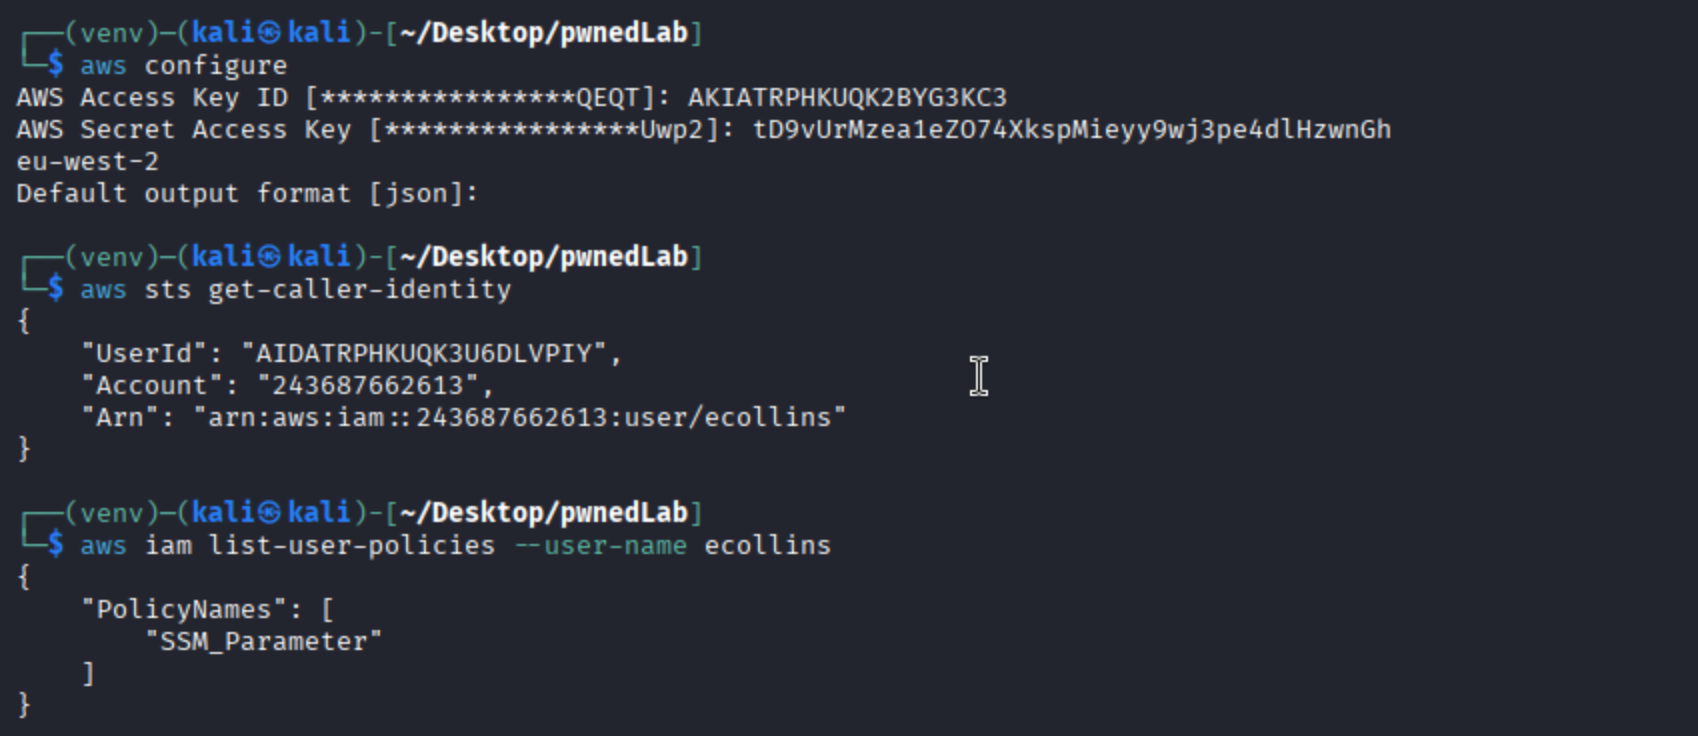 ┌──(venv)─(kali㉿kali)-[~/Desktop/pwnedLab]
└─$ aws configure
AWS Access Key ID [****************QEQT]: AKIATRPHKUQK2BYG3KC3
AWS Secret Access Key [****************Uwp2]: 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
eu-west-2
Default output format [json]:
┌──(venv)─(kali㉿kali)-[~/Desktop/pwnedLab]
└─$ aws sts get-caller-identity
{
    "UserId": "AIDATRPHKUQK3U6DLVPIY",
    "Account": "243687662613",
    "Arn": "arn:aws:iam::243687662613:user/ecollins"
}
┌──(venv)─(kali㉿kali)-[~/Desktop/pwnedLab]
└─$ aws iam list-user-policies --user-name ecollins
{
    "PolicyNames": [
        "SSM_Parameter"
    ]
}